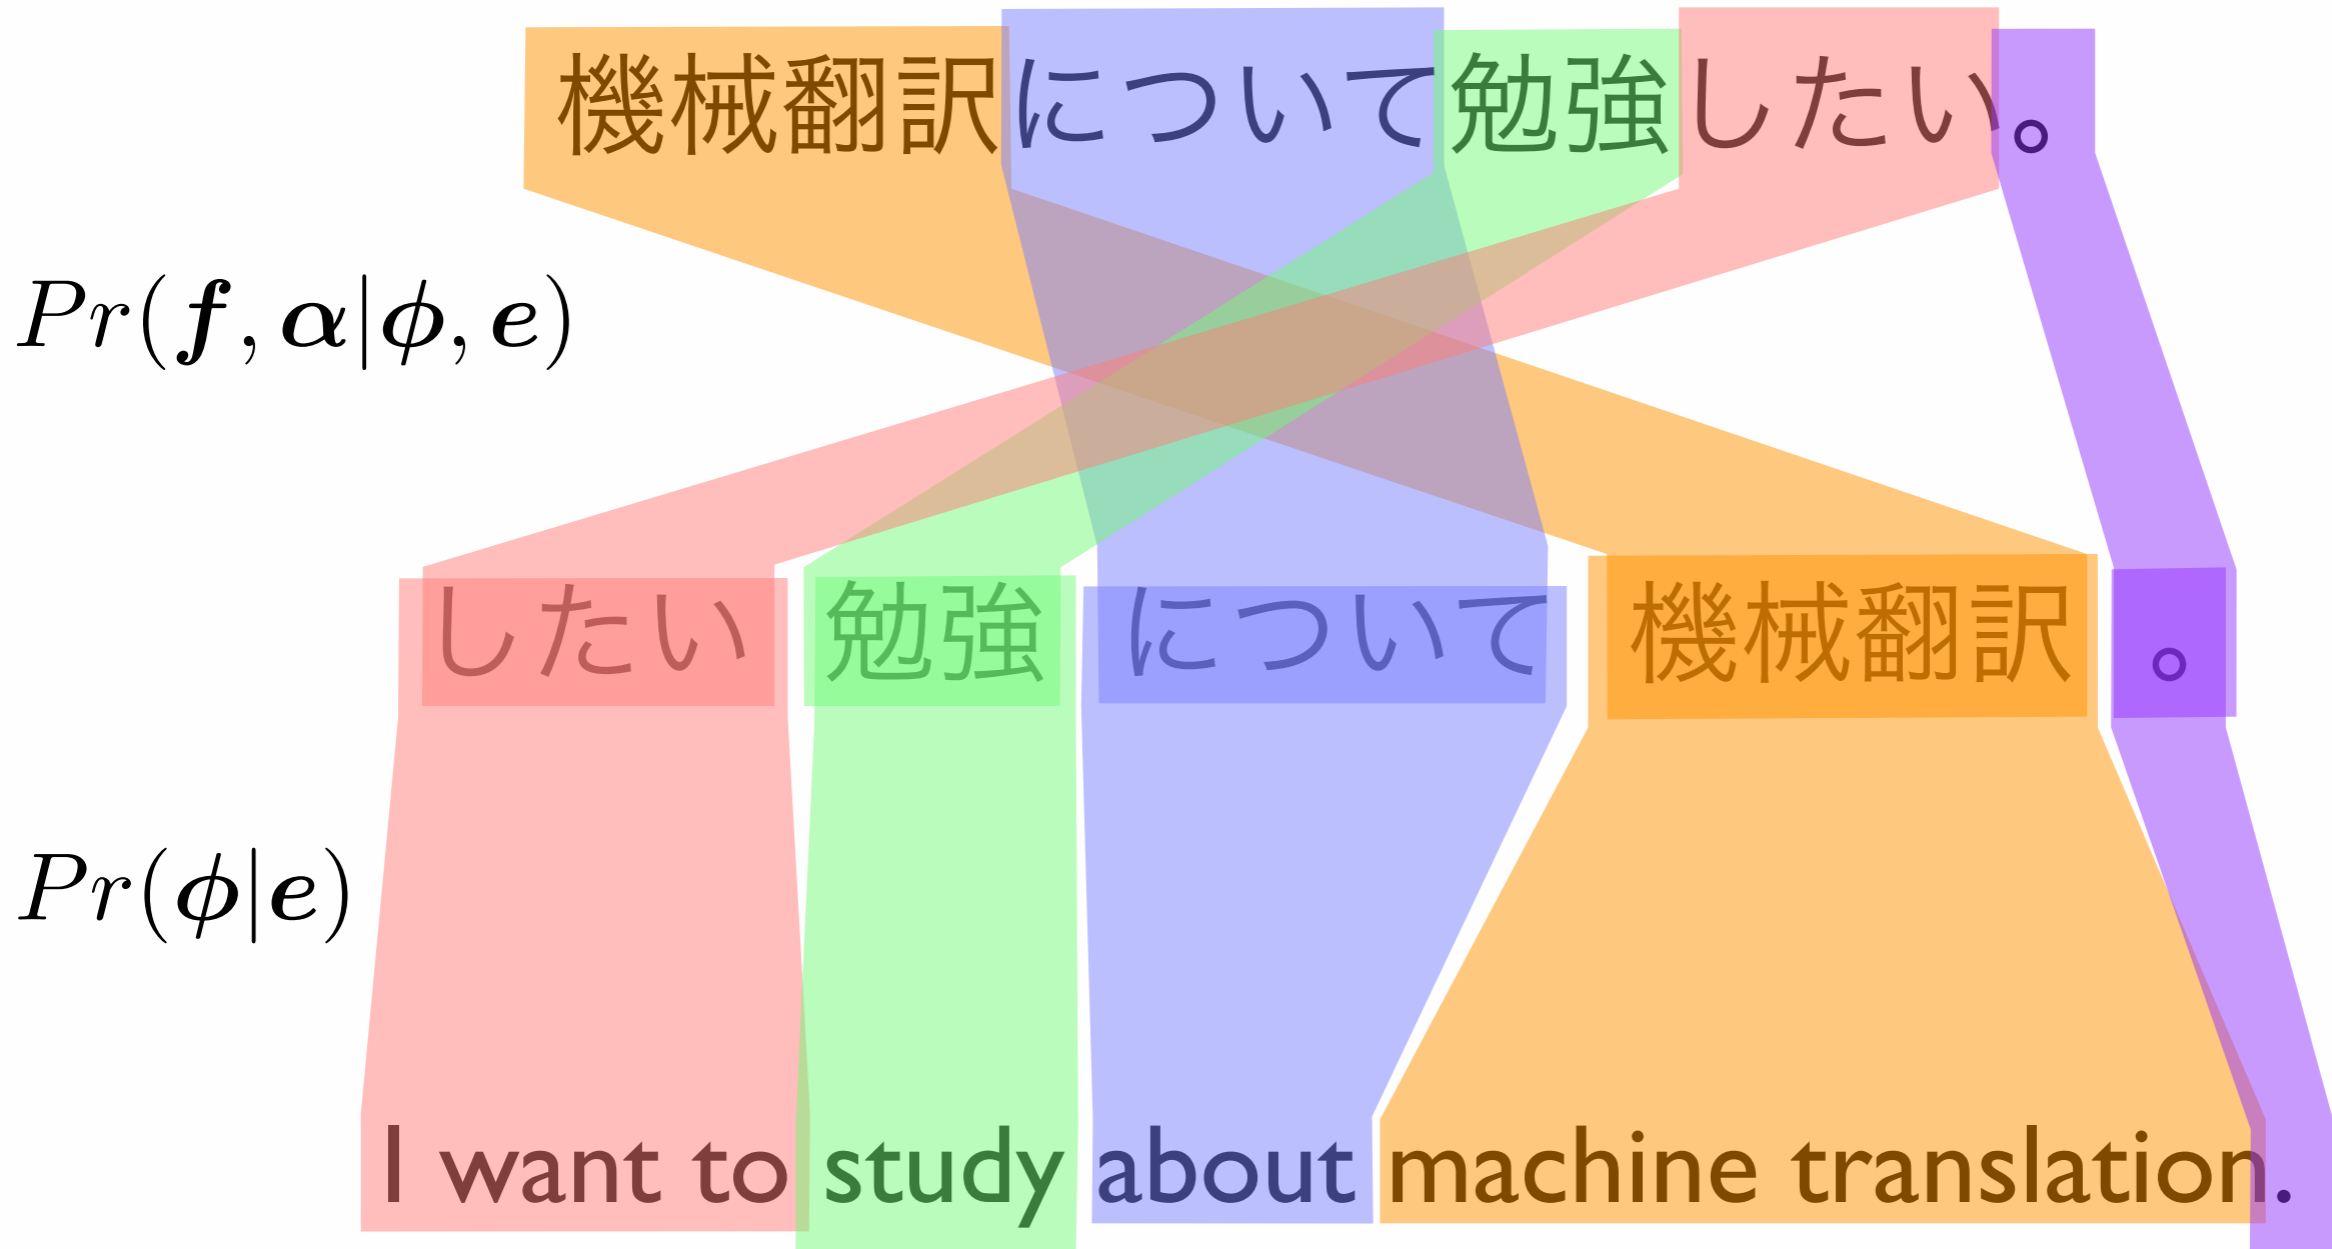 機械翻訳について勉強したい。
Pr(f, α|φ, e)
したい 勉強 について 機械翻訳 。
Pr(φ|e)
I want to study about machine translation.